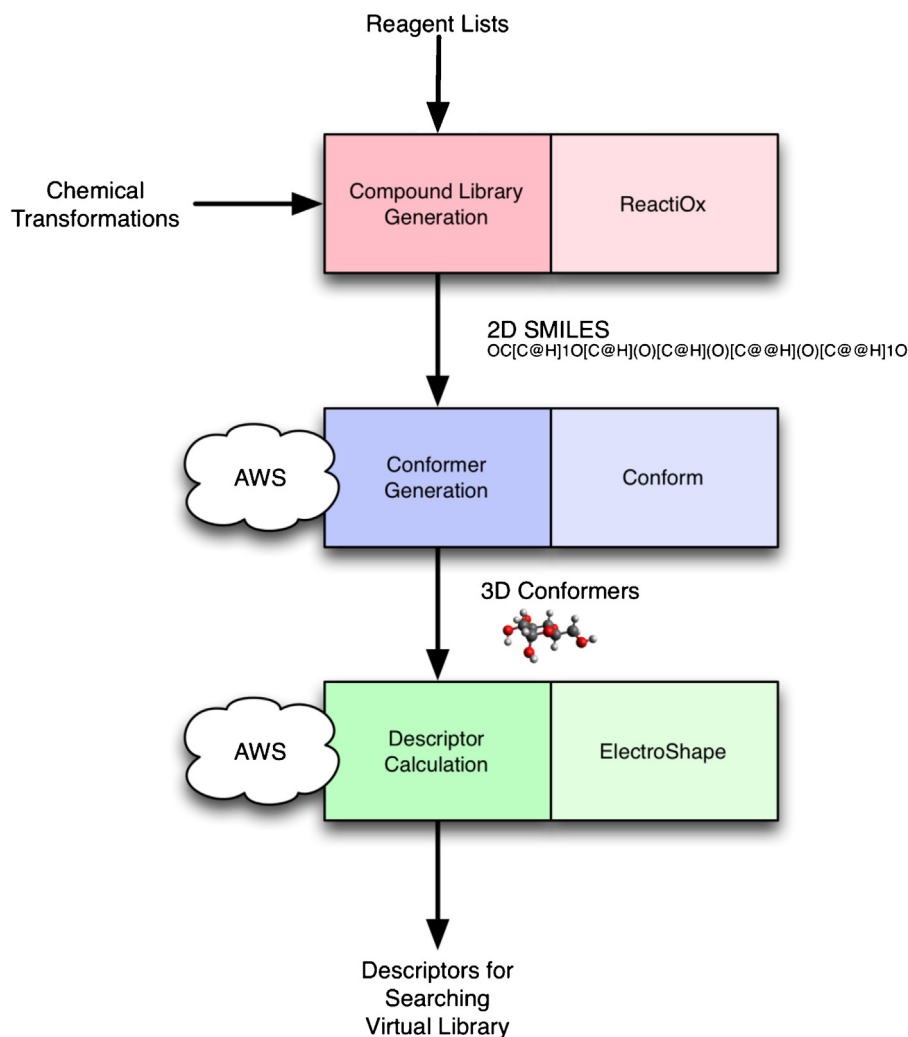 Reagent Lists
Chemical
Transformations
Compound Library
Generation
ReactiOx
2D SMILES
OC[C@H]1O[C@H](O)[C@H](O)[C@@H](O)[C@@H]1O
AWS
Conformer
Generation
Conform
3D Conformers
AWS
Descriptor
Calculation
ElectroShape
Descriptors for
Searching
Virtual Library